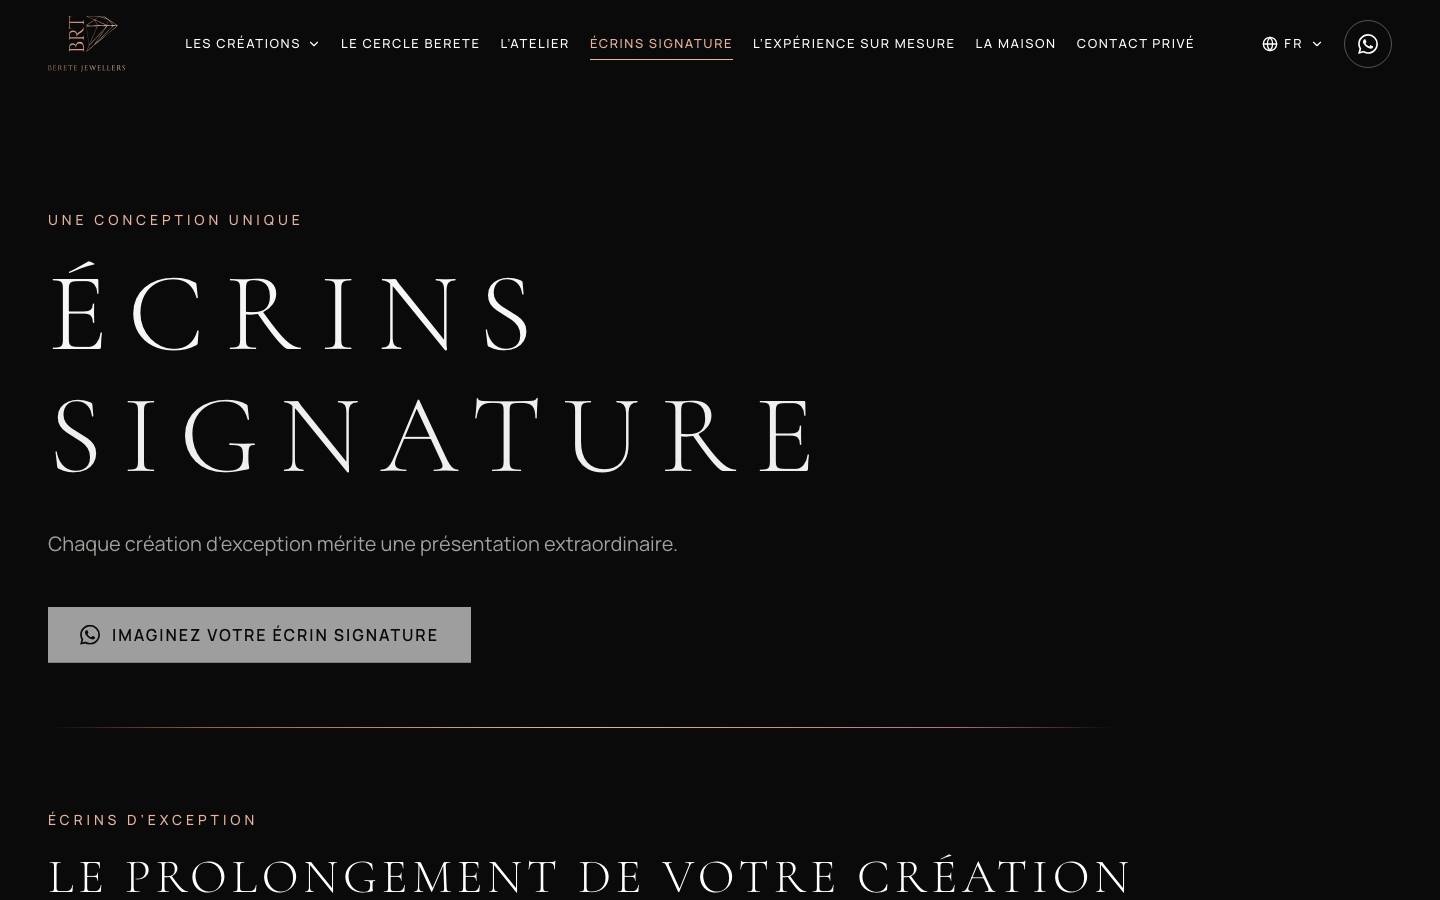 BRT
BERETE JEWELLERS
LES CRÉATIONS
LE CERCLE BERETE
L'ATELIER
ÉCRINS SIGNATURE
L'EXPÉRIENCE SUR MESURE
LA MAISON
CONTACT PRIVÉ
FR
UNE CONCEPTION UNIQUE
ÉCRINS
SIGNATURE
Chaque création d'exception mérite une présentation extraordinaire.
IMAGINEZ VOTRE ÉCRIN SIGNATURE
ÉCRINS D'EXCEPTION
LE PROLONGEMENT DE VOTRE CRÉATION